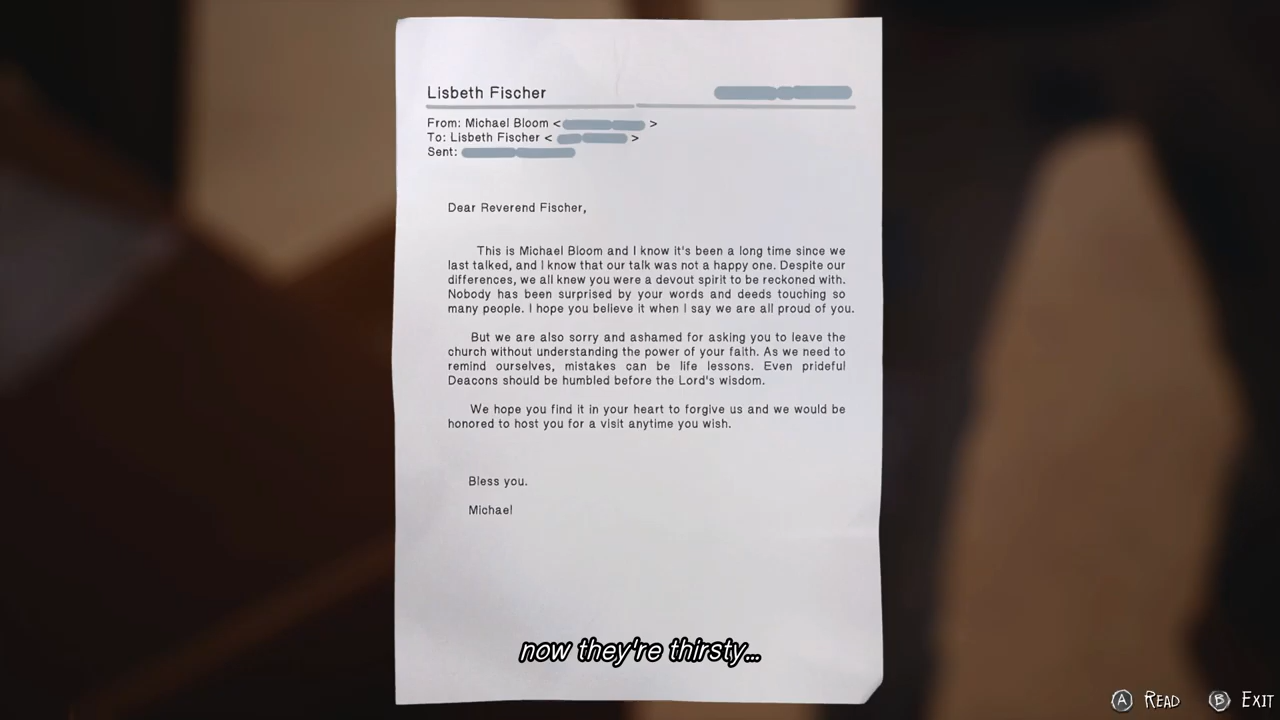 Lisbeth Fischer
From: Michael Bloom < >
To: Lisbeth Fischer < >
Sent:
Dear Reverend Fischer,
This is Michael Bloom and I know it's been a long time since we
last talked, and I know that our talk was not a happy one. Despite our
differences, we all knew you were a devout spirit to be reckoned with.
Nobody has been surprised by your words and deeds touching so
many people. I hope you believe it when I say we are all proud of you.
But we are also sorry and ashamed for asking you to leave the
church without understanding the power of your faith. As we need to
remind ourselves, mistakes can be life lessons. Even prideful
Deacons should be humbled before the Lord's wisdom.
We hope you find it in your heart to forgive us and we would be
honored to host you for a visit anytime you wish.
Bless you.
Michael
now they're thirsty...
A READ B EXIT